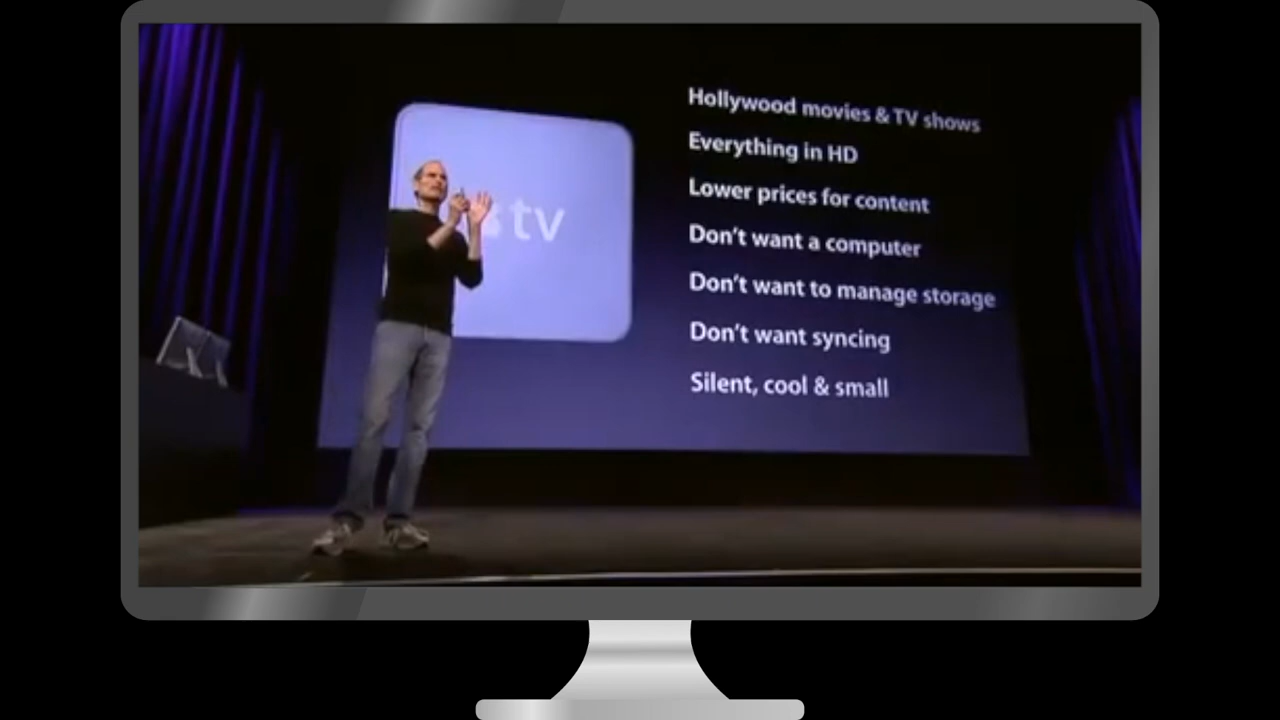 tv
Hollywood movies & TV shows
Everything in HD
Lower prices for content
Don't want a computer
Don't want to manage storage
Don't want syncing
Silent, cool & small